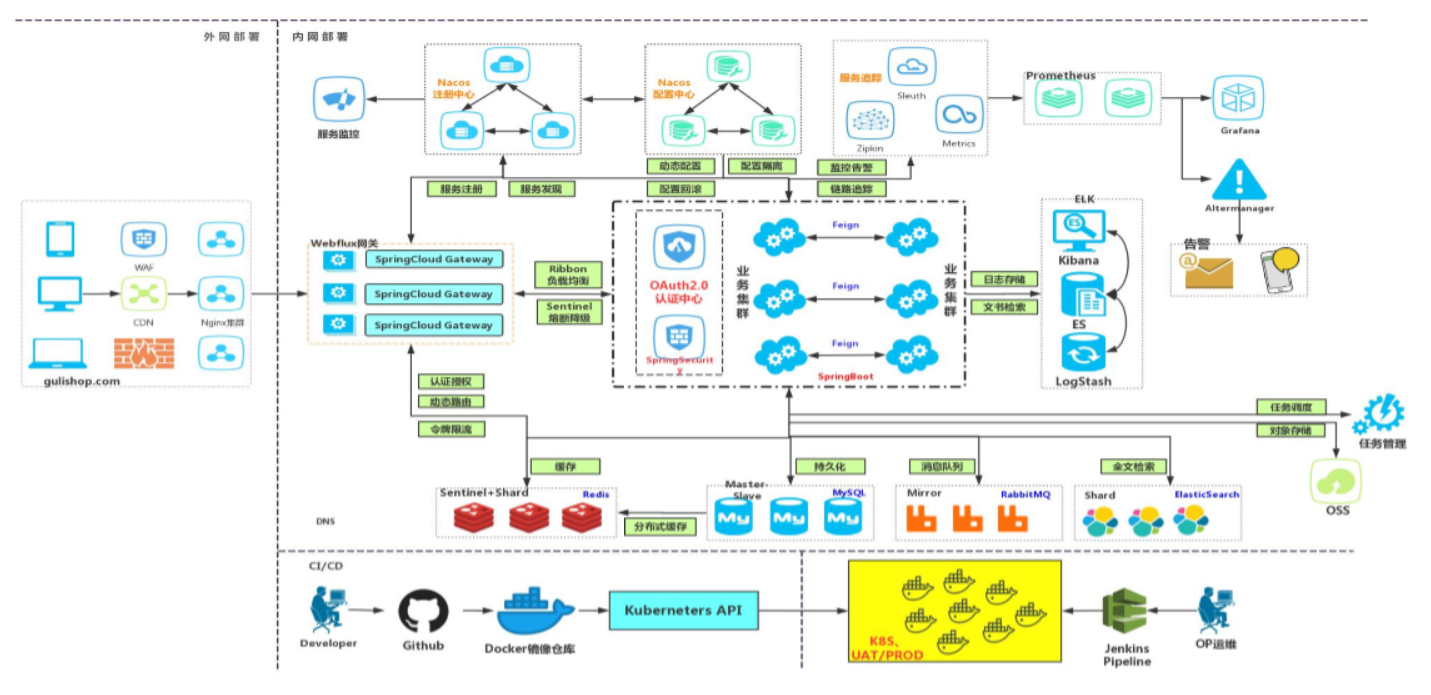 外网部署
内网部署
Nacos
注册中心
服务监控
Nacos
配置中心
服务追踪
Sleuth
Ziplon
Metrics
Prometheus
Grafana
Altermanager
告警
动态配置
配置隔离
监控告警
服务注册
服务发现
配置回滚
链路追踪
WAF
CDN
Nginx集群
gulishop.com
Webflux网关
SpringCloud Gateway
SpringCloud Gateway
SpringCloud Gateway
Ribbon
负载均衡
Sentinel
熔断降级
OAuth2.0
认证中心
SpringSecurit
y
业务集群
Feign
Feign
Feign
业务集群
SpringBoot
日志存储
文书检索
ELK
ES
Kibana
ES
LogStash
认证授权
动态路由
令牌限流
任务调度
对象存储
任务管理
OSS
缓存
持久化
消息队列
全文检索
Sentinel+Shard
Redis
分布式缓存
Master-
Slave
MySQL
My
My
My
Mirror
RabbitMQ
Shard
ElasticSearch
DNS
CI/CD
Developer
Github
Docker镜像仓库
Kuberneters API
K8S、
UAT/PROD
Jenkins
Pipeline
OP运维